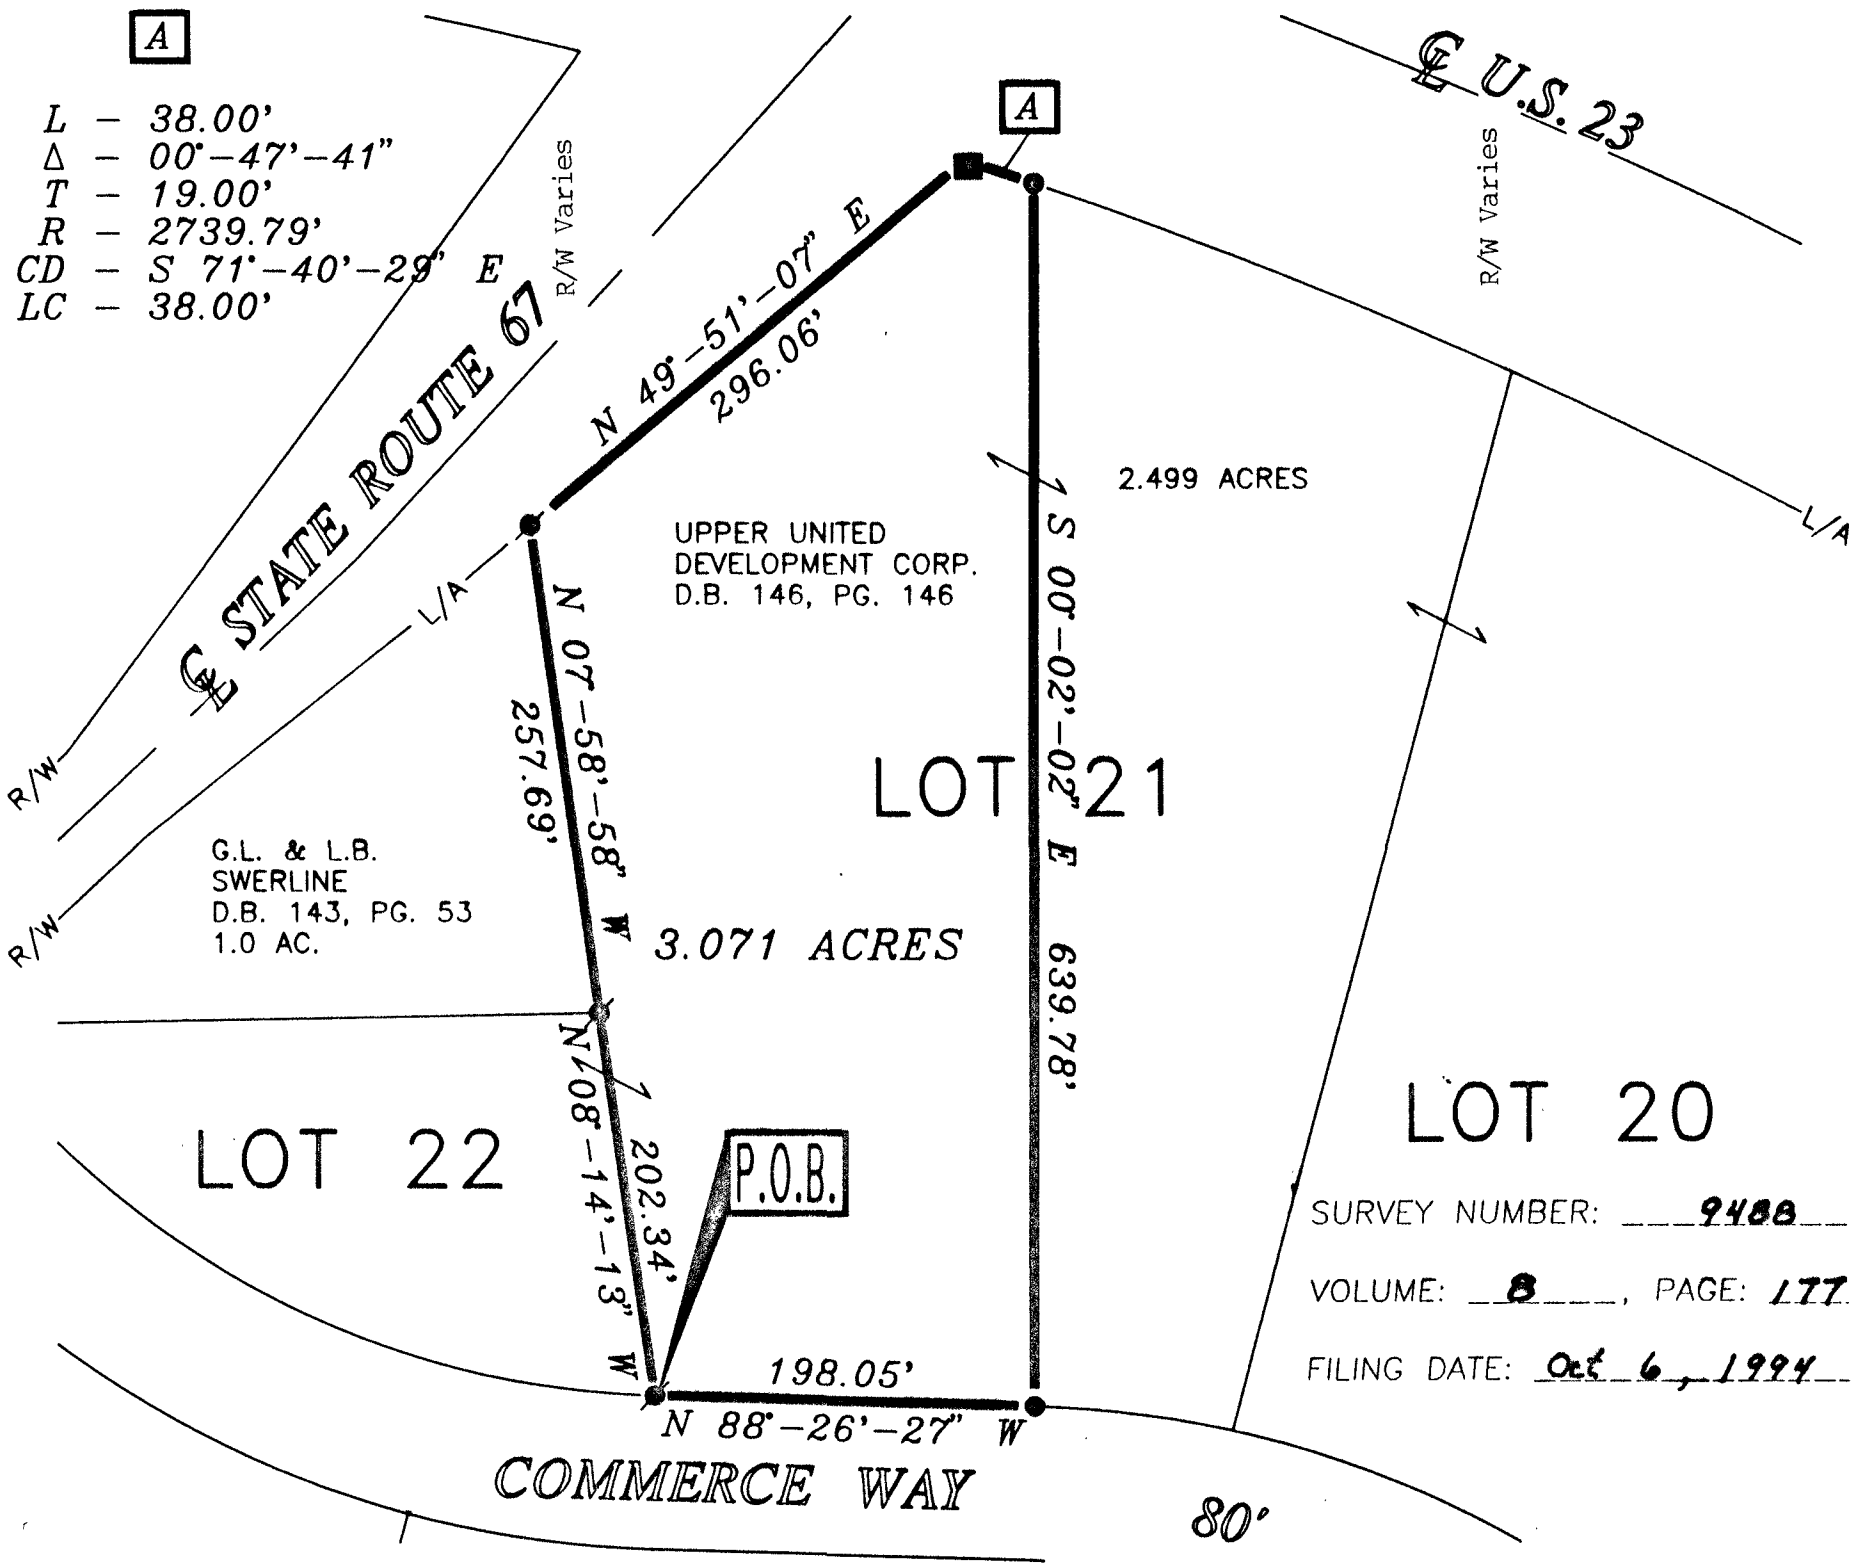 A
L – 38.00'
Δ – 00°–47'–41"
T – 19.00'
R – 2739.79'
CD – S 71°–40'–29" E
LC – 38.00'
A
℄ U.S. 23
R/W Varies
R/W Varies
℄ STATE ROUTE 67
N 49°–51'–07" E
296.06'
2.499 ACRES
L/A
L/A
UPPER UNITED
DEVELOPMENT CORP.
D.B. 146, PG. 146
S 00°–02'–02" E 639.78'
N 07°–58'–58" W
257.69'
LOT 21
R/W
R/W
G.L. & L.B.
SWERLINE
D.B. 143, PG. 53
1.0 AC.
3.071 ACRES
N 08°–14'–13" W
202.34'
LOT 22
P.O.B.
LOT 20
SURVEY NUMBER: 9488
VOLUME: 8, PAGE: 177
FILING DATE: Oct 6, 1994
198.05'
N 88°–26'–27" W
COMMERCE WAY
80'